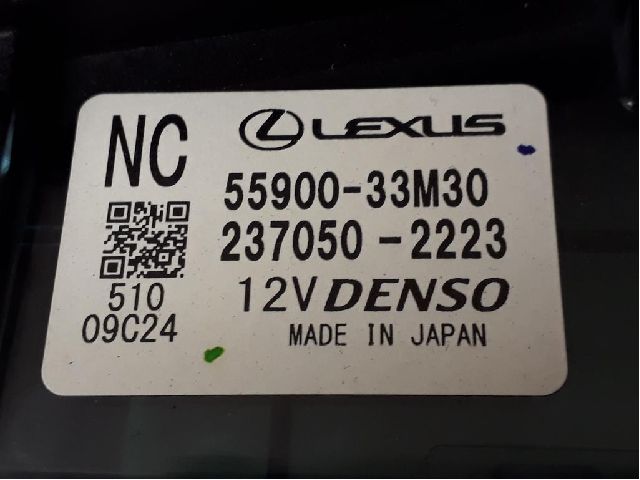 NC
LEXUS
55900-33M30
237050-2223
510
09C24
12V DENSO
MADE IN JAPAN